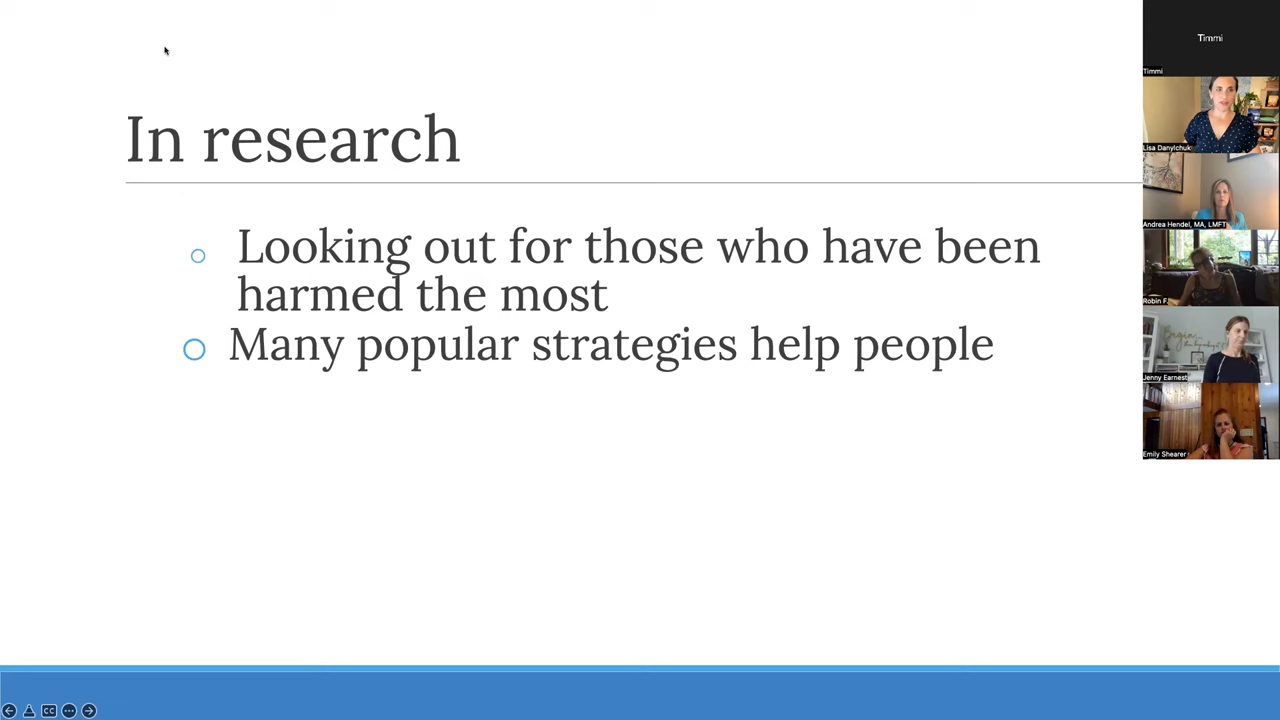 In research
Looking out for those who have been
harmed the most
Many popular strategies help people
Timmi
Timmi
Lisa Danylchuk
Andrea Hendel, MA, LMFT
Robin F.
Jenny Earnest
Emily Shearer
CC